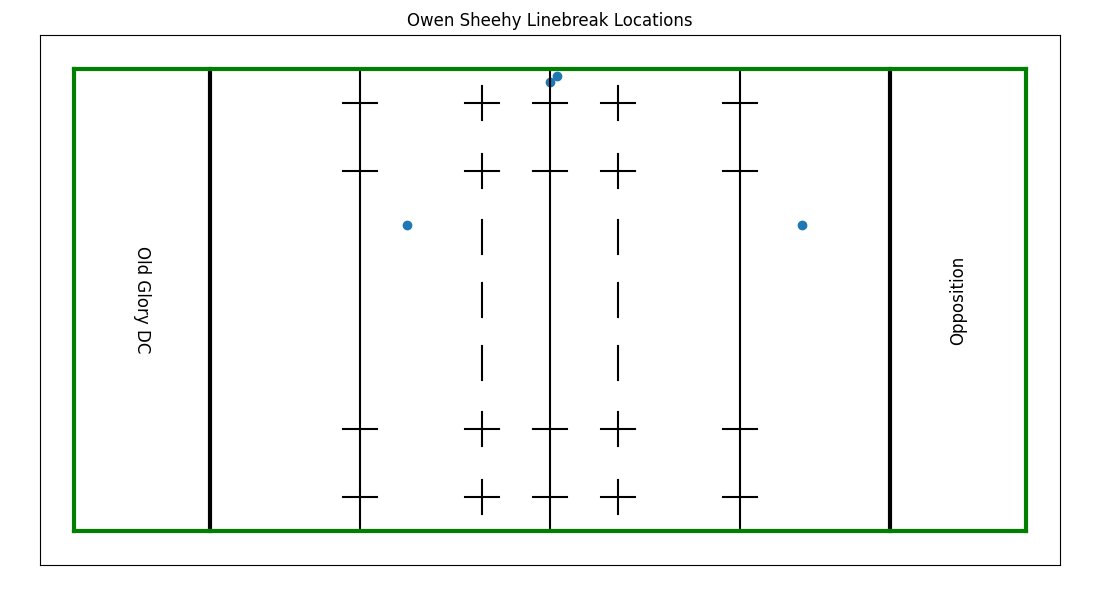 Owen Sheehy Linebreak Locations
Old Glory DC
Opposition